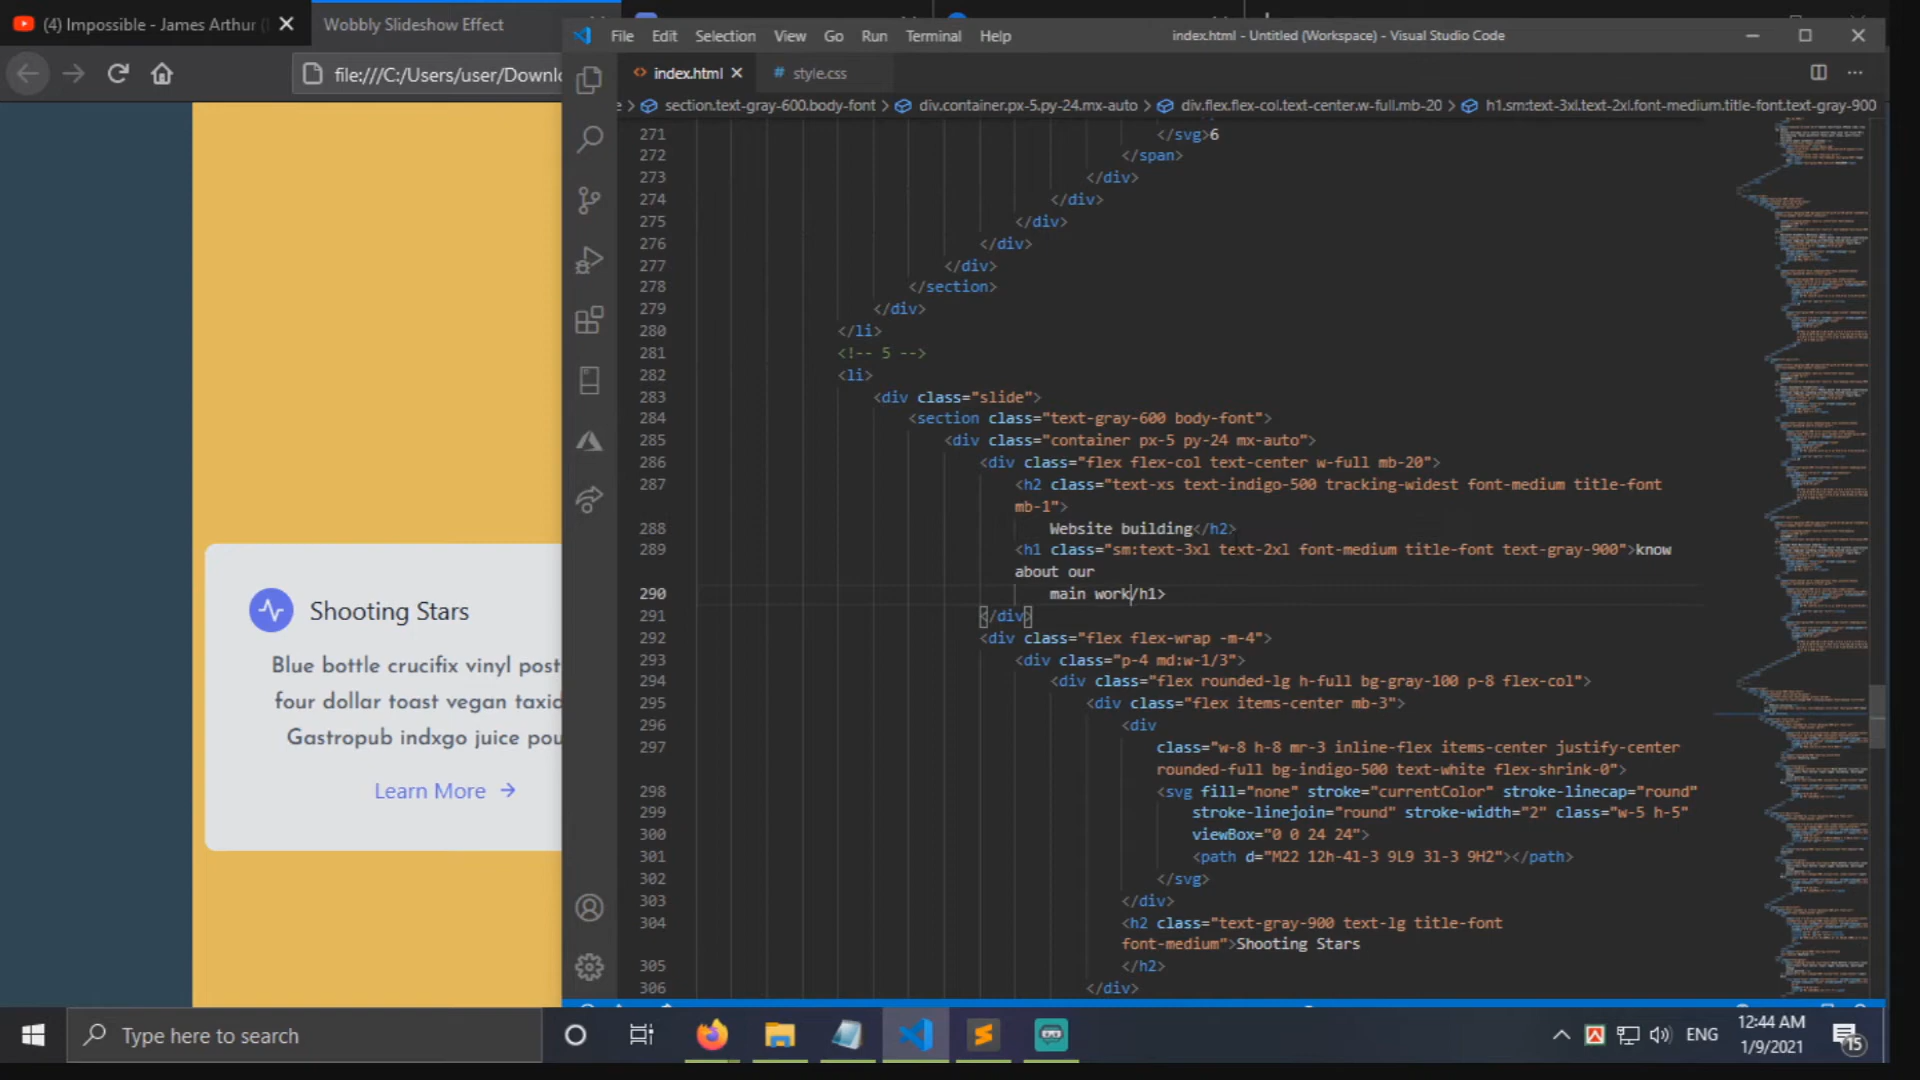 (4) Impossible - James Arthur (
Wobbly Slideshow Effect
file:///C:/Users/user/Downlo
Shooting Stars
Blue bottle crucifix vinyl post
four dollar toast vegan taxid
Gastropub indxgo juice pou
Learn More →
File Edit Selection View Go Run Terminal Help
index.html - Untitled (Workspace) - Visual Studio Code
index.html
# style.css
e > section.text-gray-600.body-font > div.container.px-5.py-24.mx-auto > div.flex.flex-col.text-center.w-full.mb-20 > h1.sm:text-3xl.text-2xl.font-medium.title-font.text-gray-900
271 </svg>6
272 </span>
273 </div>
274 </div>
275 </div>
276 </div>
277 </div>
278 </section>
279 </div>
280 </li>
281 <!-- 5 -->
282 <li>
283 <div class="slide">
284 <section class="text-gray-600 body-font">
285 <div class="container px-5 py-24 mx-auto">
286 <div class="flex flex-col text-center w-full mb-20">
287 <h2 class="text-xs text-indigo-500 tracking-widest font-medium title-font
mb-1">
288 Website building</h2>
289 <h1 class="sm:text-3xl text-2xl font-medium title-font text-gray-900">know
about our
290 main work/h1>
291 </div>
292 <div class="flex flex-wrap -m-4">
293 <div class="p-4 md:w-1/3">
294 <div class="flex rounded-lg h-full bg-gray-100 p-8 flex-col">
295 <div class="flex items-center mb-3">
296 <div
297 class="w-8 h-8 mr-3 inline-flex items-center justify-center
rounded-full bg-indigo-500 text-white flex-shrink-0">
298 <svg fill="none" stroke="currentColor" stroke-linecap="round"
299 stroke-linejoin="round" stroke-width="2" class="w-5 h-5"
300 viewBox="0 0 24 24">
301 <path d="M22 12h-4l-3 9L9 3l-3 9H2"></path>
302 </svg>
303 </div>
304 <h2 class="text-gray-900 text-lg title-font
font-medium">Shooting Stars
305 </h2>
306 </div>
Type here to search
ENG
12:44 AM
1/9/2021
15